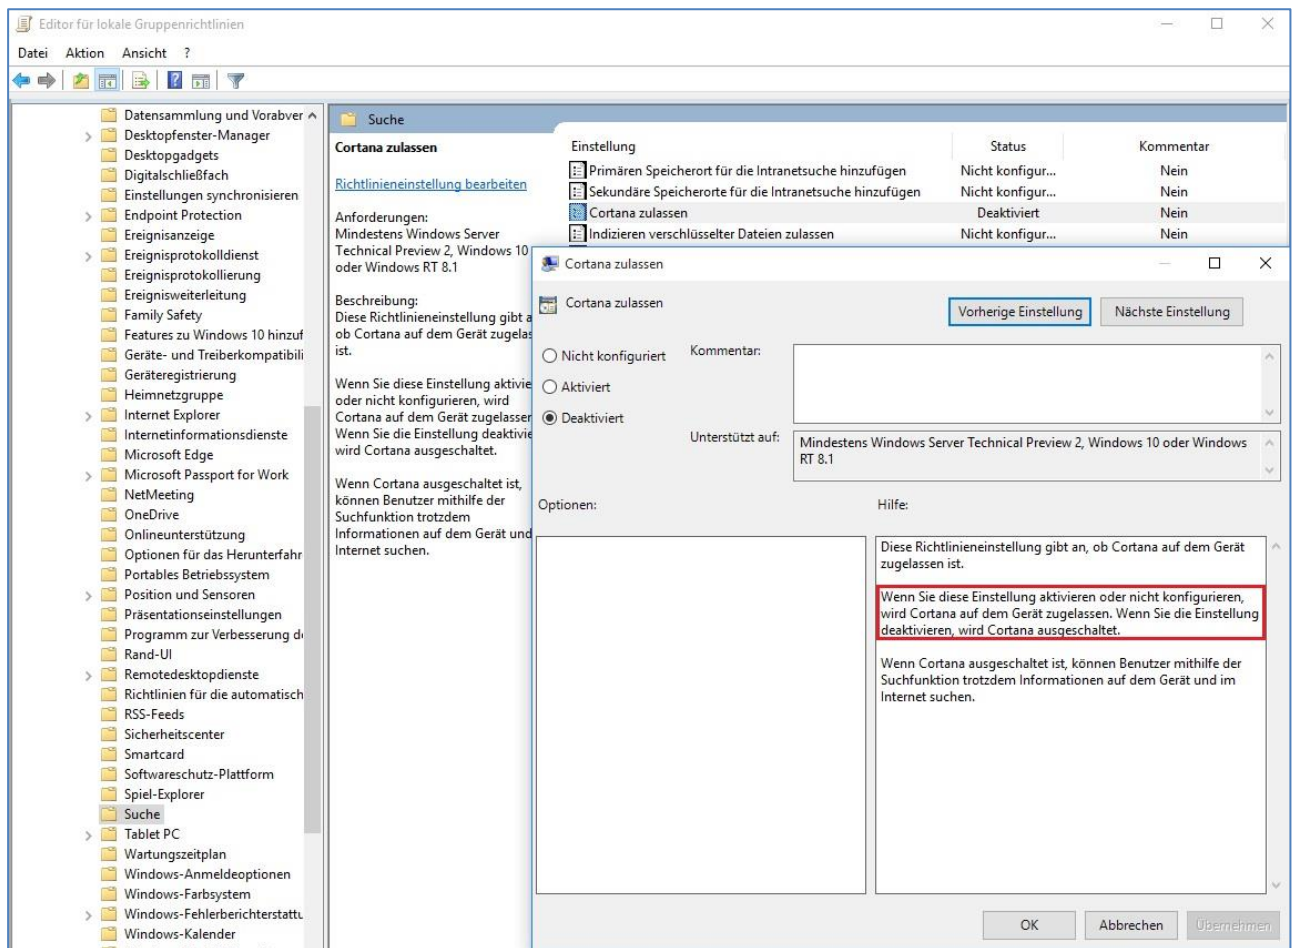 Editor für lokale Gruppenrichtlinien
Datei Aktion Ansicht ?
Datensammlung und Vorabver
Desktopfenster-Manager
Desktopgadgets
Digitalschließfach
Einstellungen synchronisieren
Endpoint Protection
Ereignisanzeige
Ereignisprotokolldienst
Ereignisprotokollierung
Ereignisweiterleitung
Family Safety
Features zu Windows 10 hinzuf
Geräte- und Treiberkompatibili
Geräteregistrierung
Heimnetzgruppe
Internet Explorer
Internetinformationsdienste
Microsoft Edge
Microsoft Passport for Work
NetMeeting
OneDrive
Onlineunterstützung
Optionen für das Herunterfahr
Portables Betriebssystem
Position und Sensoren
Präsentationseinstellungen
Programm zur Verbesserung de
Rand-UI
Remotedesktopdienste
Richtlinien für die automatisch
RSS-Feeds
Sicherheitscenter
Smartcard
Softwareschutz-Plattform
Spiel-Explorer
Suche
Tablet PC
Wartungszeitplan
Windows-Anmeldeoptionen
Windows-Farbsystem
Windows-Fehlerberichterstattu
Windows-Kalender
Suche
Cortana zulassen
Richtlinieneinstellung bearbeiten
Anforderungen:
Mindestens Windows Server
Technical Preview 2, Windows 10
oder Windows RT 8.1
Beschreibung:
Diese Richtlinieneinstellung gibt a
ob Cortana auf dem Gerät zugelas
ist.
Wenn Sie diese Einstellung aktivie
oder nicht konfigurieren, wird
Cortana auf dem Gerät zugelassen
Wenn Sie die Einstellung deaktivie
wird Cortana ausgeschaltet.
Wenn Cortana ausgeschaltet ist,
können Benutzer mithilfe der
Suchfunktion trotzdem
Informationen auf dem Gerät und
Internet suchen.
Einstellung Status Kommentar
Primären Speicherort für die Intranetsuche hinzufügen Nicht konfigur... Nein
Sekundäre Speicherorte für die Intranetsuche hinzufügen Nicht konfigur... Nein
Cortana zulassen Deaktiviert Nein
Indizieren verschlüsselter Dateien zulassen Nicht konfigur... Nein
Cortana zulassen
Cortana zulassen
Vorherige Einstellung Nächste Einstellung
Nicht konfiguriert Kommentar:
Aktiviert
Deaktiviert
Unterstützt auf:
Mindestens Windows Server Technical Preview 2, Windows 10 oder Windows
RT 8.1
Optionen: Hilfe:
Diese Richtlinieneinstellung gibt an, ob Cortana auf dem Gerät
zugelassen ist.
Wenn Sie diese Einstellung aktivieren oder nicht konfigurieren,
wird Cortana auf dem Gerät zugelassen. Wenn Sie die Einstellung
deaktivieren, wird Cortana ausgeschaltet.
Wenn Cortana ausgeschaltet ist, können Benutzer mithilfe der
Suchfunktion trotzdem Informationen auf dem Gerät und im
Internet suchen.
OK Abbrechen Übernehmen